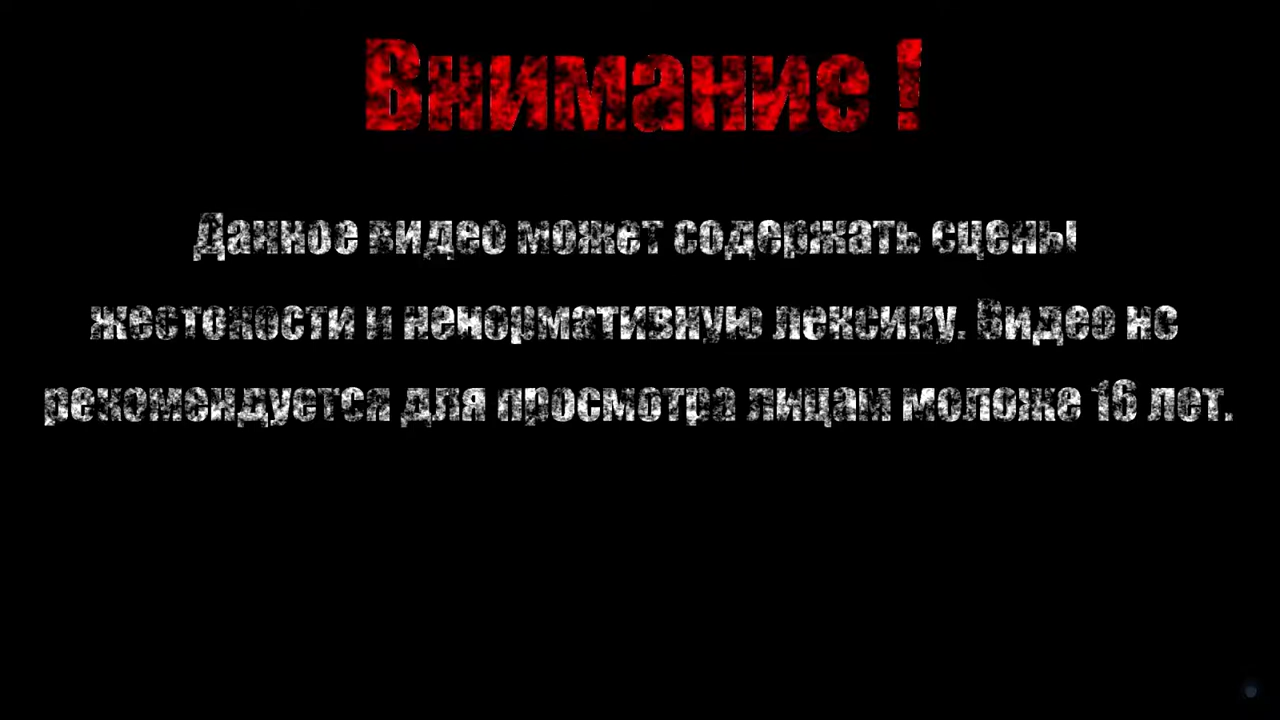 Внимание !
Данное видео может содержать сцены
жестокости и ненормативную лексику. Видео не
рекомендуется для просмотра лицам моложе 16 лет.